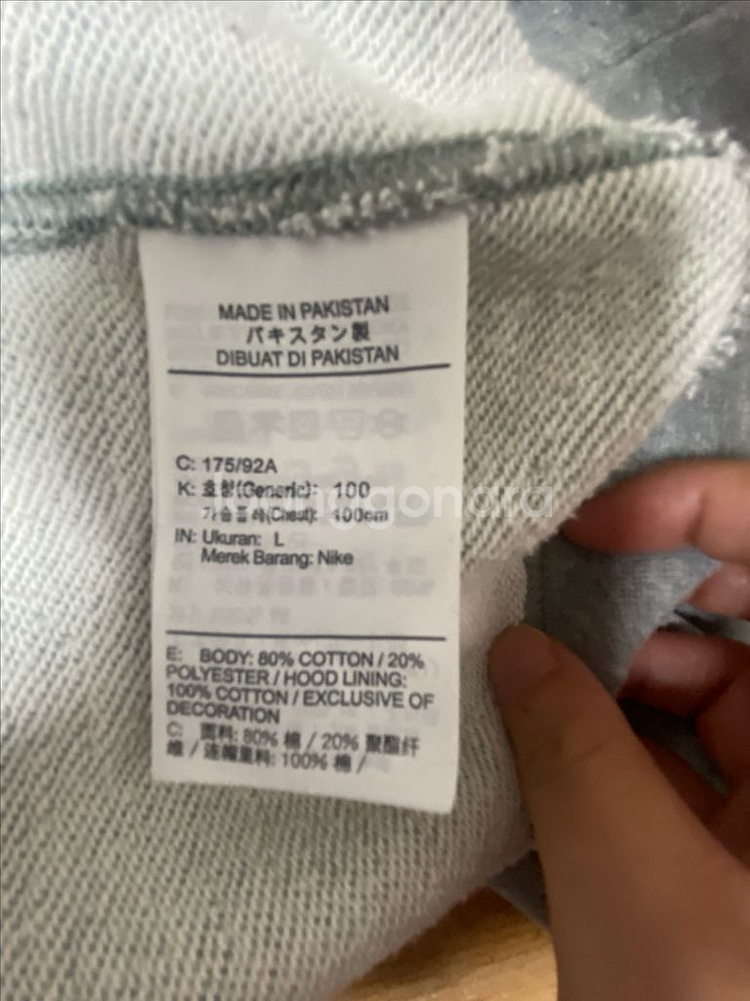 MADE IN PAKISTAN
パキスタン製
DIBUAT DI PAKISTAN
C: 175/92A
K: 호칭(Generic): 100
가슴둘레(Chest): 100cm
IN: Ukuran: L
Merek Barang: Nike
E: BODY: 80% COTTON / 20%
POLYESTER / HOOD LINING:
100% COTTON / EXCLUSIVE OF
DECORATION
C: 面料: 80% 棉 / 20% 聚酯纤
维 / 连帽里料: 100% 棉 /